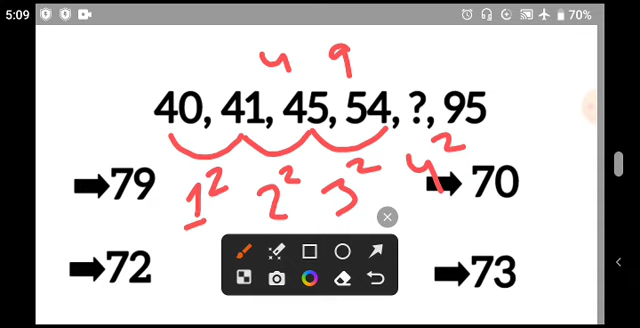 5:09 70%
4 9
40, 41, 45, 54, ?, 95
1² 2² 3² 4²
➡79 ➡70
➡72 ➡73